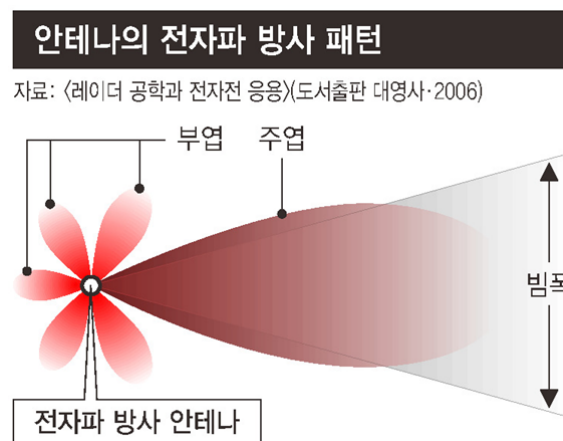 안테나의 전자파 방사 패턴
자료: 〈레이더 공학과 전자전 응용〉(도서출판 대영사·2006)
부엽 주엽
빔폭
전자파 방사 안테나